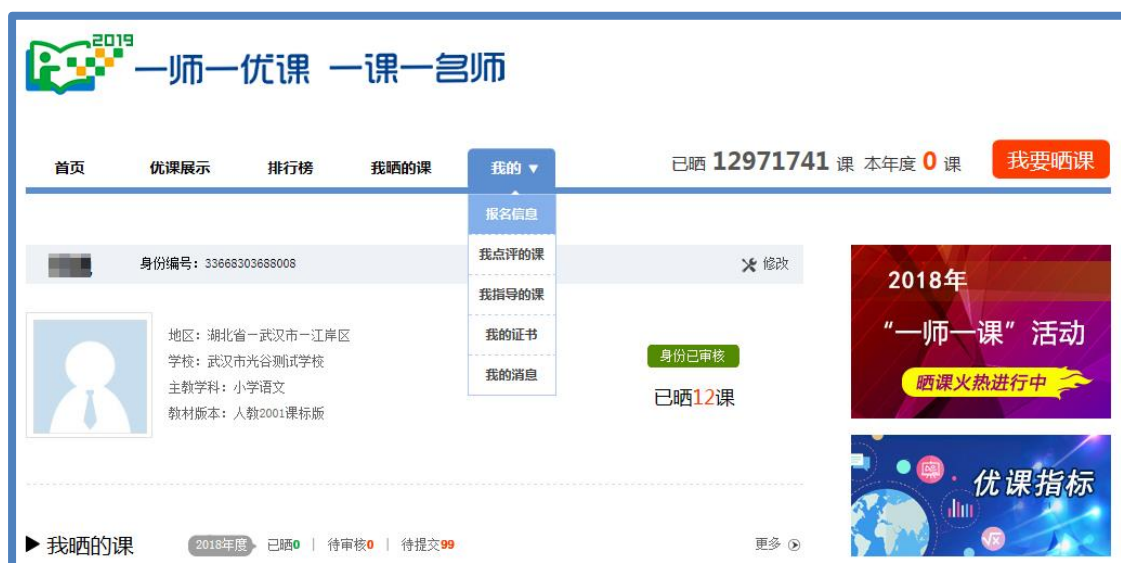 2019
一师一优课 一课一名师
首页 优课展示 排行榜 我晒的课 我的 ▼ 已晒 12971741 课 本年度 0 课 我要晒课
报名信息
我点评的课
我指导的课
我的证书
我的消息
身份编号：33668303688008 修改
地区：湖北省－武汉市－江岸区
学校：武汉市光谷测试学校
主教学科：小学语文
教材版本：人教2001课标版
身份已审核
已晒12课
2018年
“一师一课”活动
晒课火热进行中
优课指标
我晒的课 2018年度 已晒0 | 待审核0 | 待提交99 更多